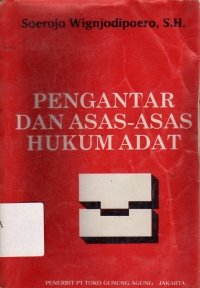 Soerojo Wignjodipoero, S.H.
PENGANTAR
DAN ASAS-ASAS
HUKUM ADAT
PENERBIT PT TOKO GUNUNG AGUNG - JAKARTA